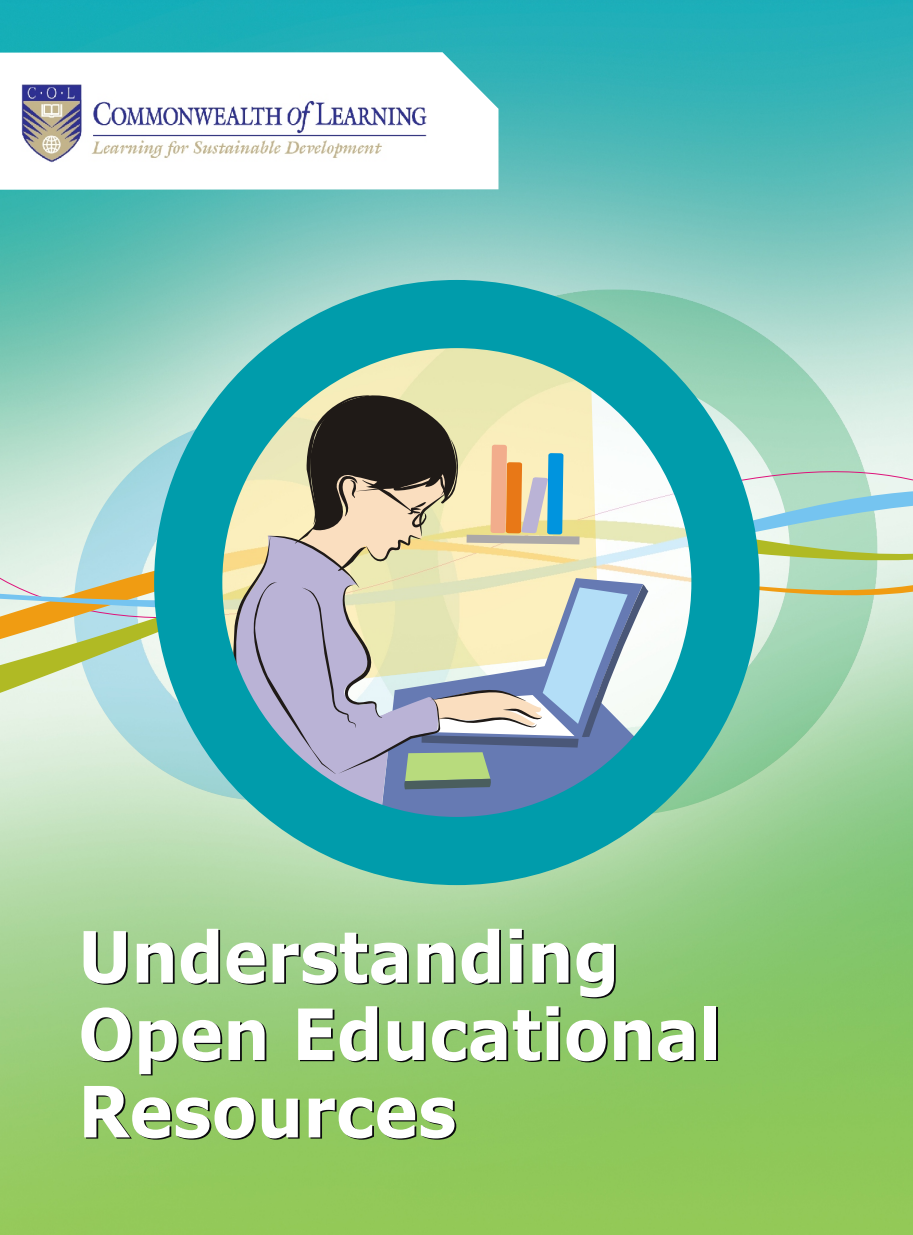 C·O·L
COMMONWEALTH of LEARNING
Learning for Sustainable Development
Understanding
Open Educational
Resources